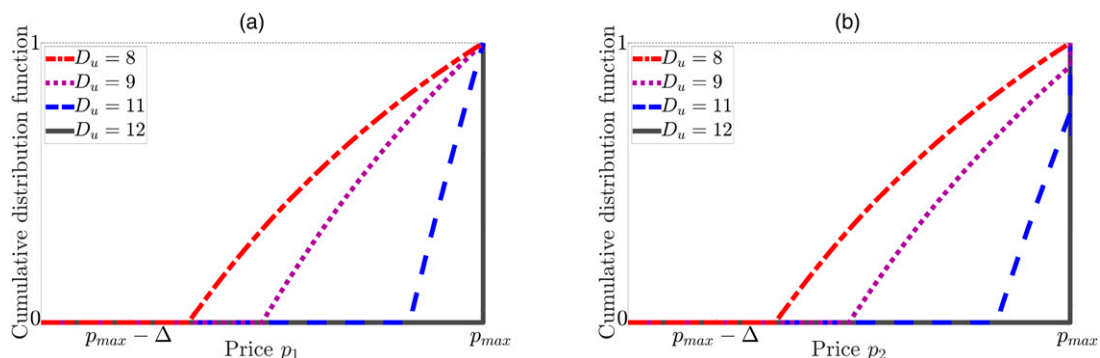 (a)
Cumulative distribution function
1
D_u = 8
D_u = 9
D_u = 11
D_u = 12
0
p_max − Δ
p_max
Price p_1
(b)
Cumulative distribution function
1
D_u = 8
D_u = 9
D_u = 11
D_u = 12
0
p_max − Δ
p_max
Price p_2